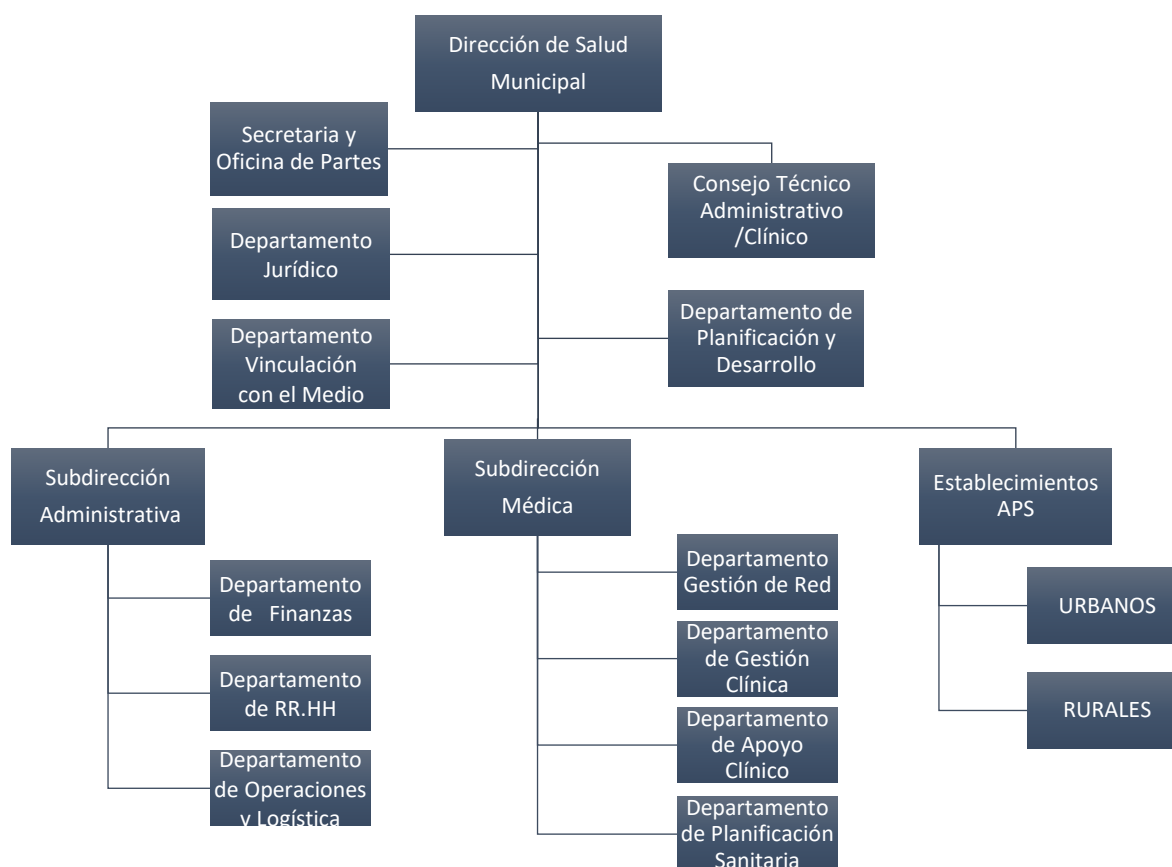 Dirección de Salud
Municipal
Secretaria y
Oficina de Partes
Consejo Técnico
Administrativo
/Clínico
Departamento
Jurídico
Departamento de
Planificación y
Desarrollo
Departamento
Vinculación
con el Medio
Subdirección
Administrativa
Departamento
de Finanzas
Departamento
de RR.HH
Departamento
de Operaciones
y Logística
Subdirección
Médica
Departamento
Gestión de Red
Departamento
de Gestión
Clínica
Departamento
de Apoyo
Clínico
Departamento
de Planificación
Sanitaria
Establecimientos
APS
URBANOS
RURALES